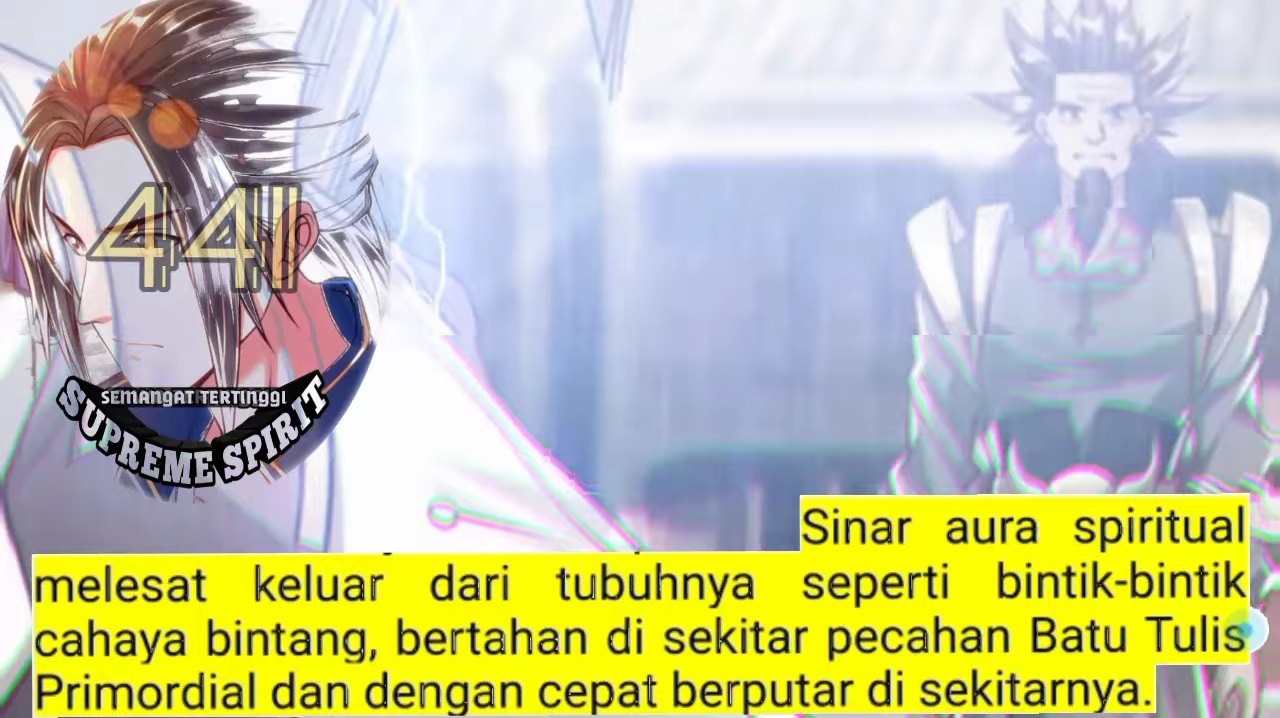 441
SEMANGAT TERTINGGI
SUPREME SPIRIT
Sinar aura spiritual
melesat keluar dari tubuhnya seperti bintik-bintik
cahaya bintang, bertahan di sekitar pecahan Batu Tulis
Primordial dan dengan cepat berputar di sekitarnya.